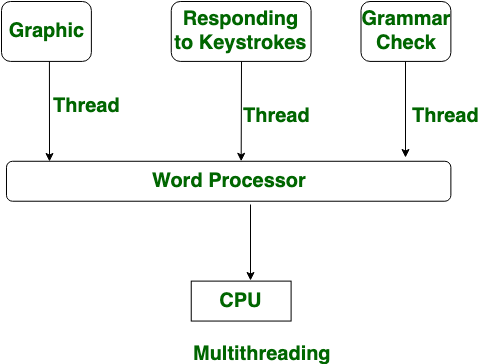 Graphic
Responding
to Keystrokes
Grammar
Check
Thread
Thread
Thread
Word Processor
CPU
Multithreading